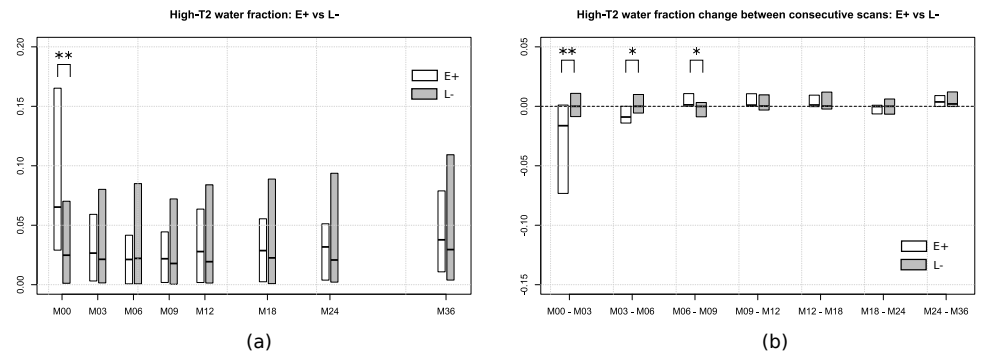 High-T2 water fraction: E+ vs L-
0.20
0.15
0.10
0.05
0.00
**
E+
L-
M00 M03 M06 M09 M12 M18 M24 M36
(a)
High-T2 water fraction change between consecutive scans: E+ vs L-
0.05
0.00
-0.05
-0.10
-0.15
** * *
E+
L-
M00 - M03 M03 - M06 M06 - M09 M09 - M12 M12 - M18 M18 - M24 M24 - M36
(b)